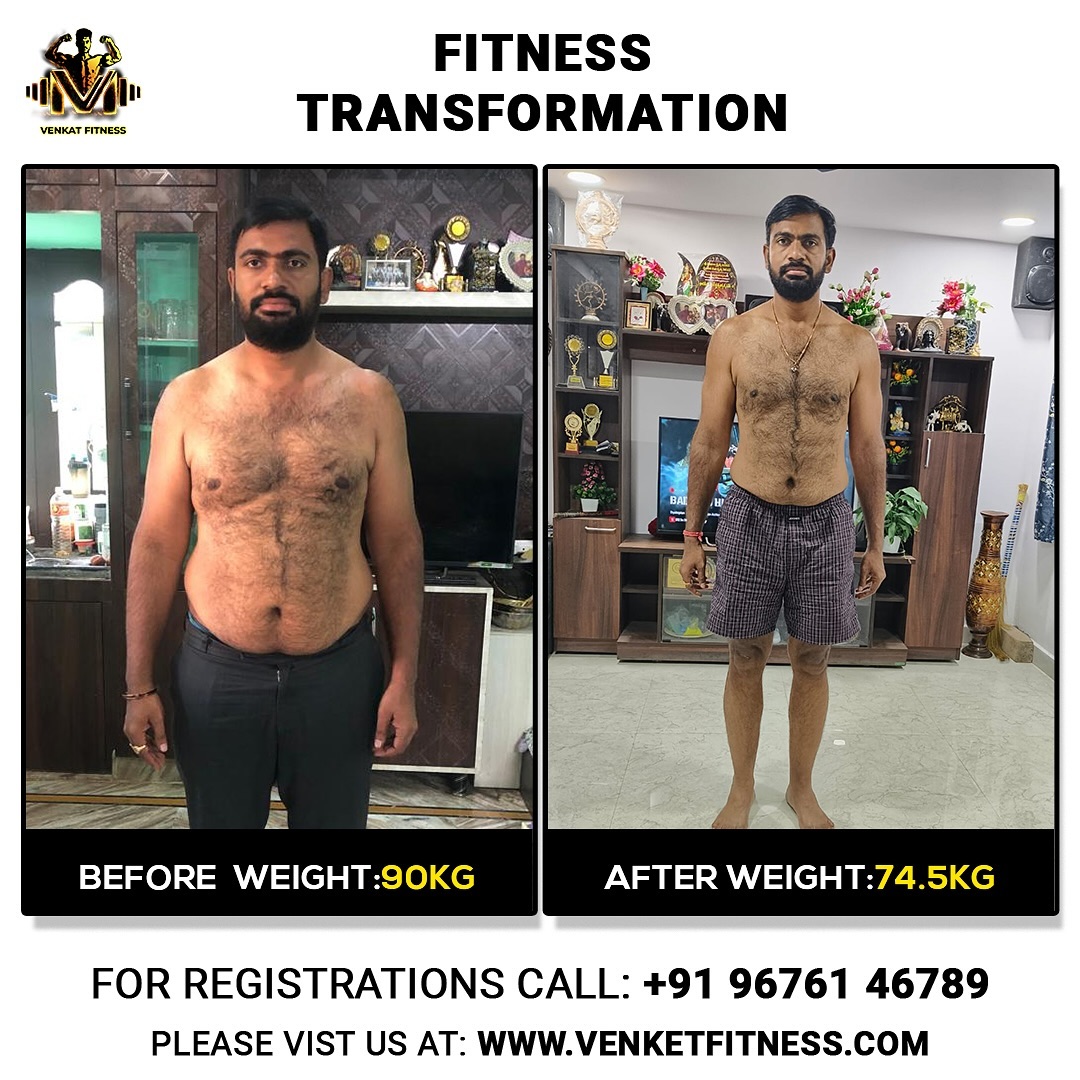 VENKAT FITNESS
FITNESS
TRANSFORMATION
BEFORE WEIGHT:90KG
AFTER WEIGHT:74.5KG
FOR REGISTRATIONS CALL: +91 96761 46789
PLEASE VIST US AT: WWW.VENKETFITNESS.COM